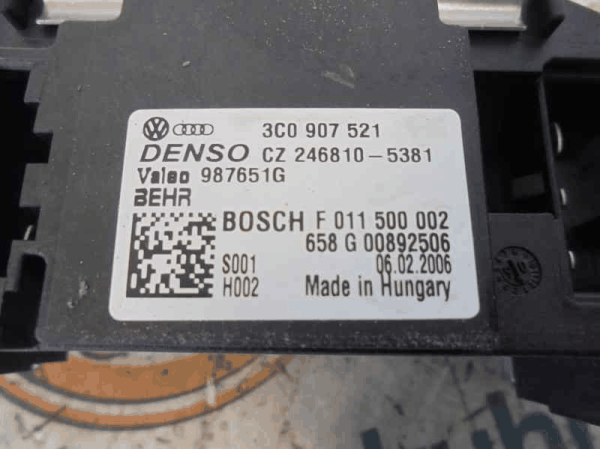 3C0 907 521
DENSO CZ 246810-5381
Valeo 987651G
BEHR
BOSCH F 011 500 002
658 G 00892506
S001 06.02.2006
H002 Made in Hungary